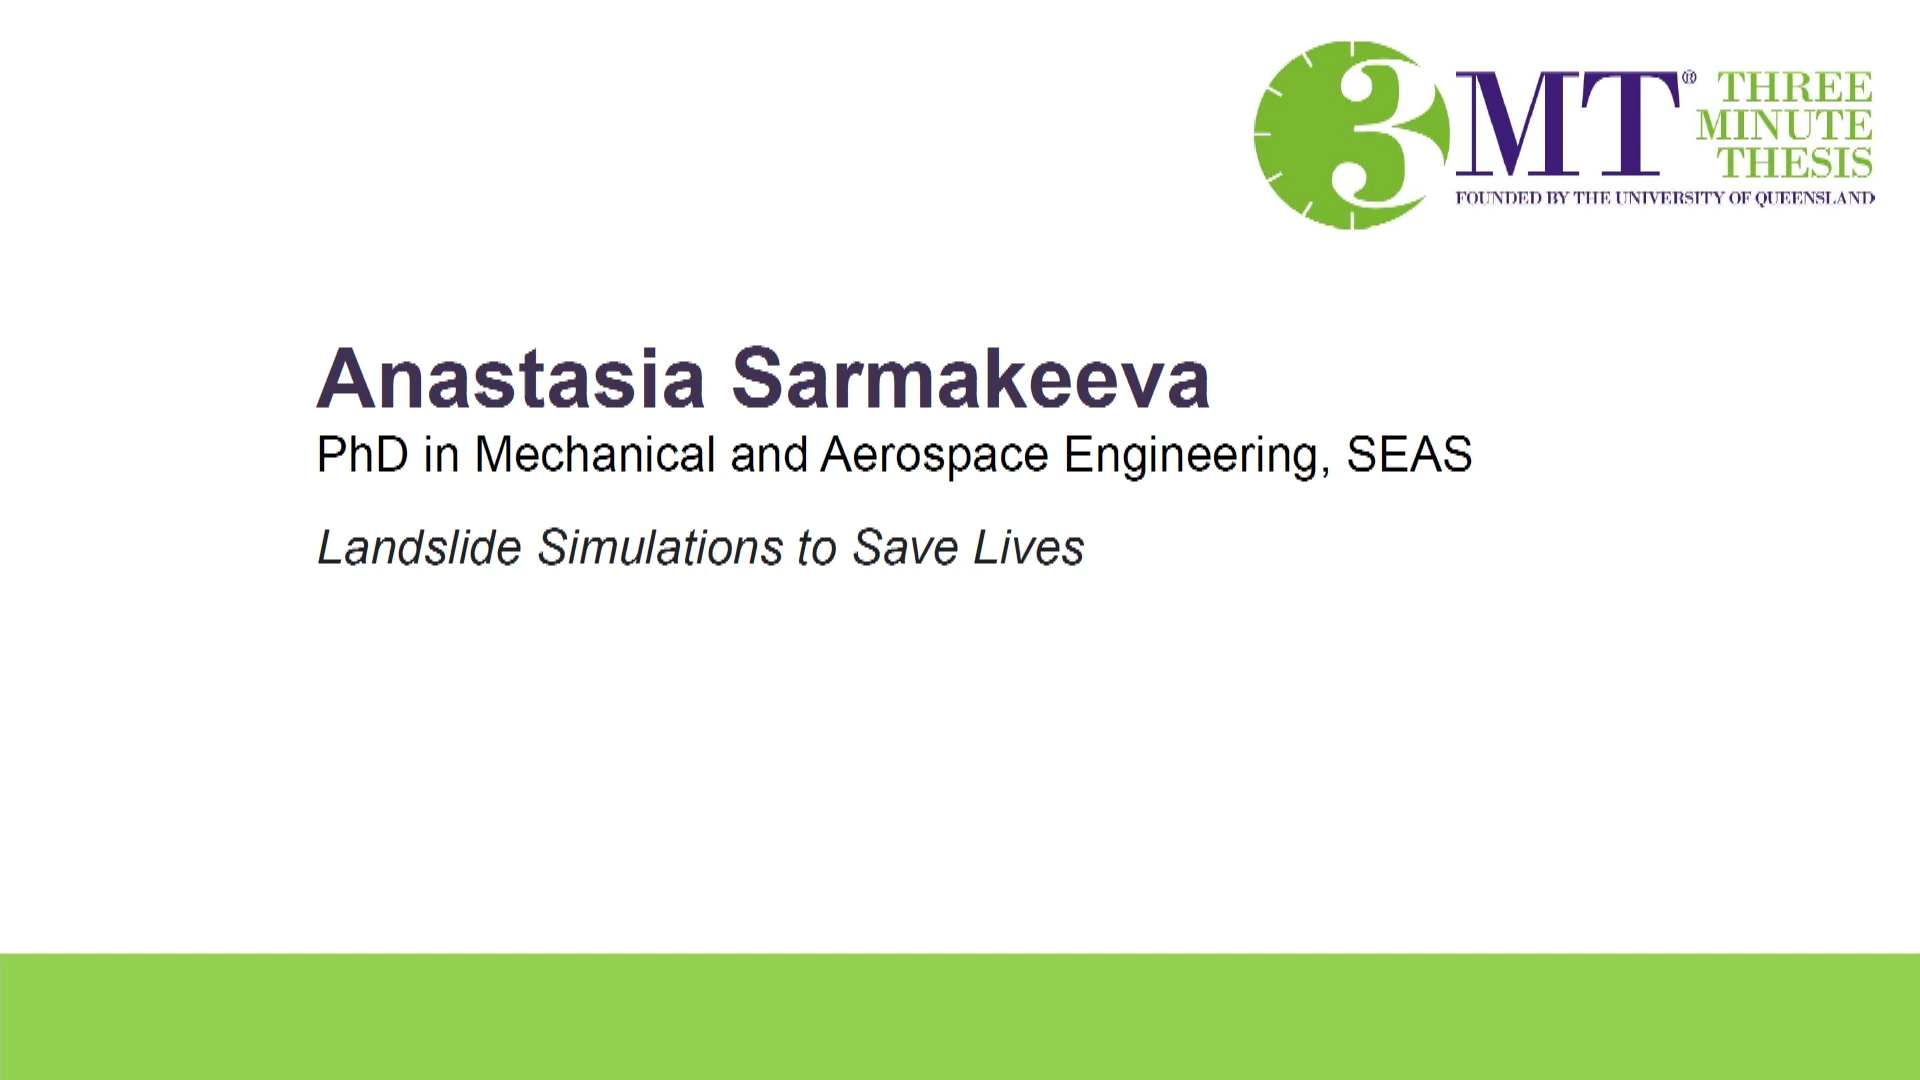 3MT® THREE
MINUTE
THESIS
FOUNDED BY THE UNIVERSITY OF QUEENSLAND
Anastasia Sarmakeeva
PhD in Mechanical and Aerospace Engineering, SEAS
Landslide Simulations to Save Lives